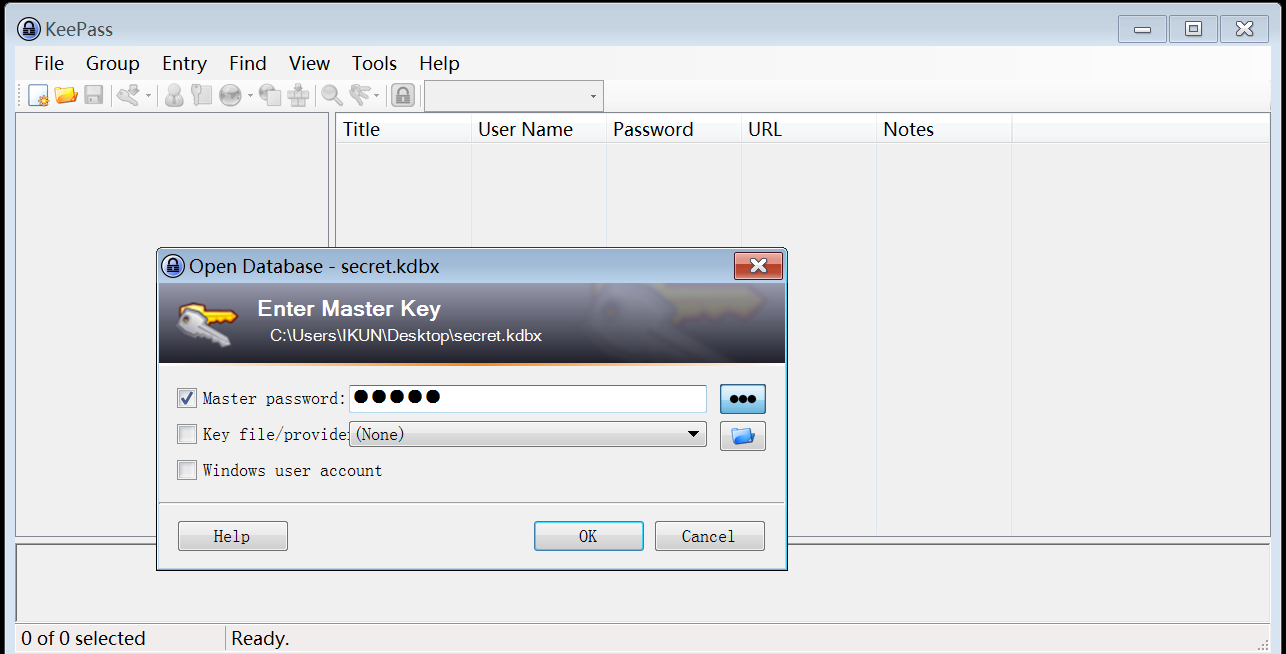 KeePass
File Group Entry Find View Tools Help
Title User Name Password URL Notes
Open Database - secret.kdbx
Enter Master Key
C:\Users\IKUN\Desktop\secret.kdbx
Master password: ●●●●●
Key file/provider (None)
Windows user account
Help OK Cancel
0 of 0 selected Ready.